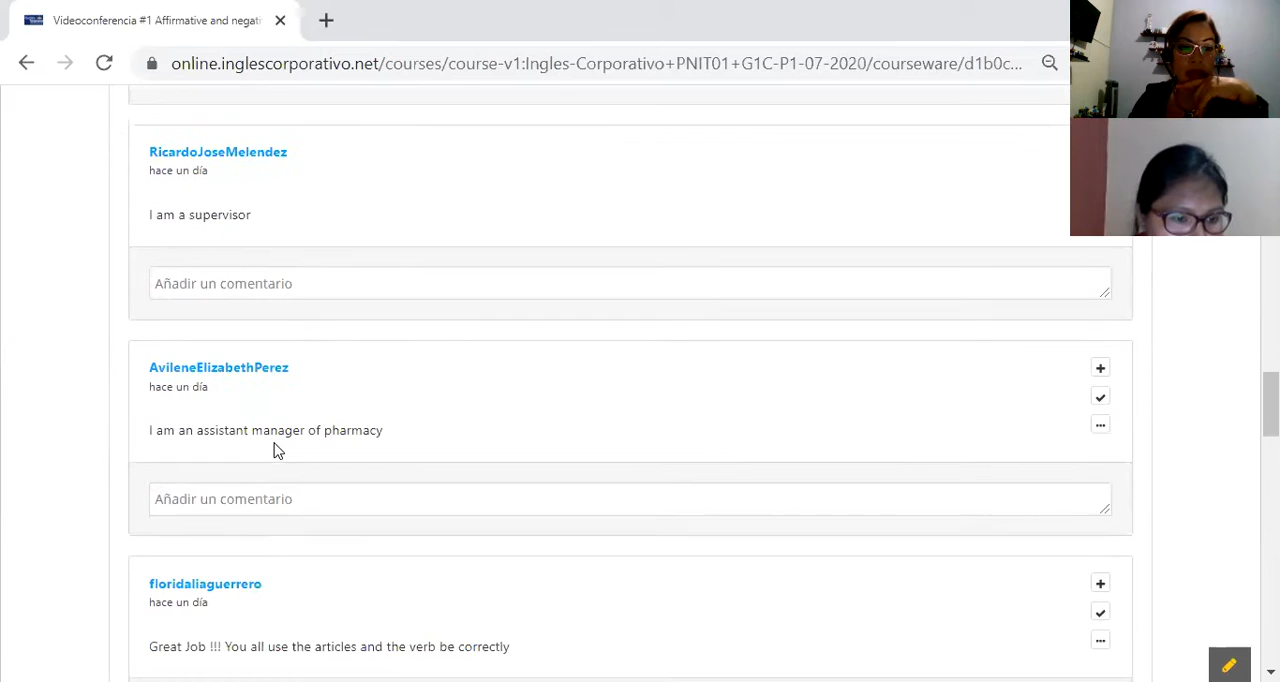 Videoconferencia #1 Affirmative and negat
online.inglescorporativo.net/courses/course-v1:Ingles-Corporativo+PNIT01+G1C-P1-07-2020/courseware/d1b0c...
RicardoJoseMelendez
hace un día
I am a supervisor
Añadir un comentario
AvileneElizabethPerez
hace un día
I am an assistant manager of pharmacy
Añadir un comentario
floridaliaguerrero
hace un día
Great Job !!! You all use the articles and the verb be correctly